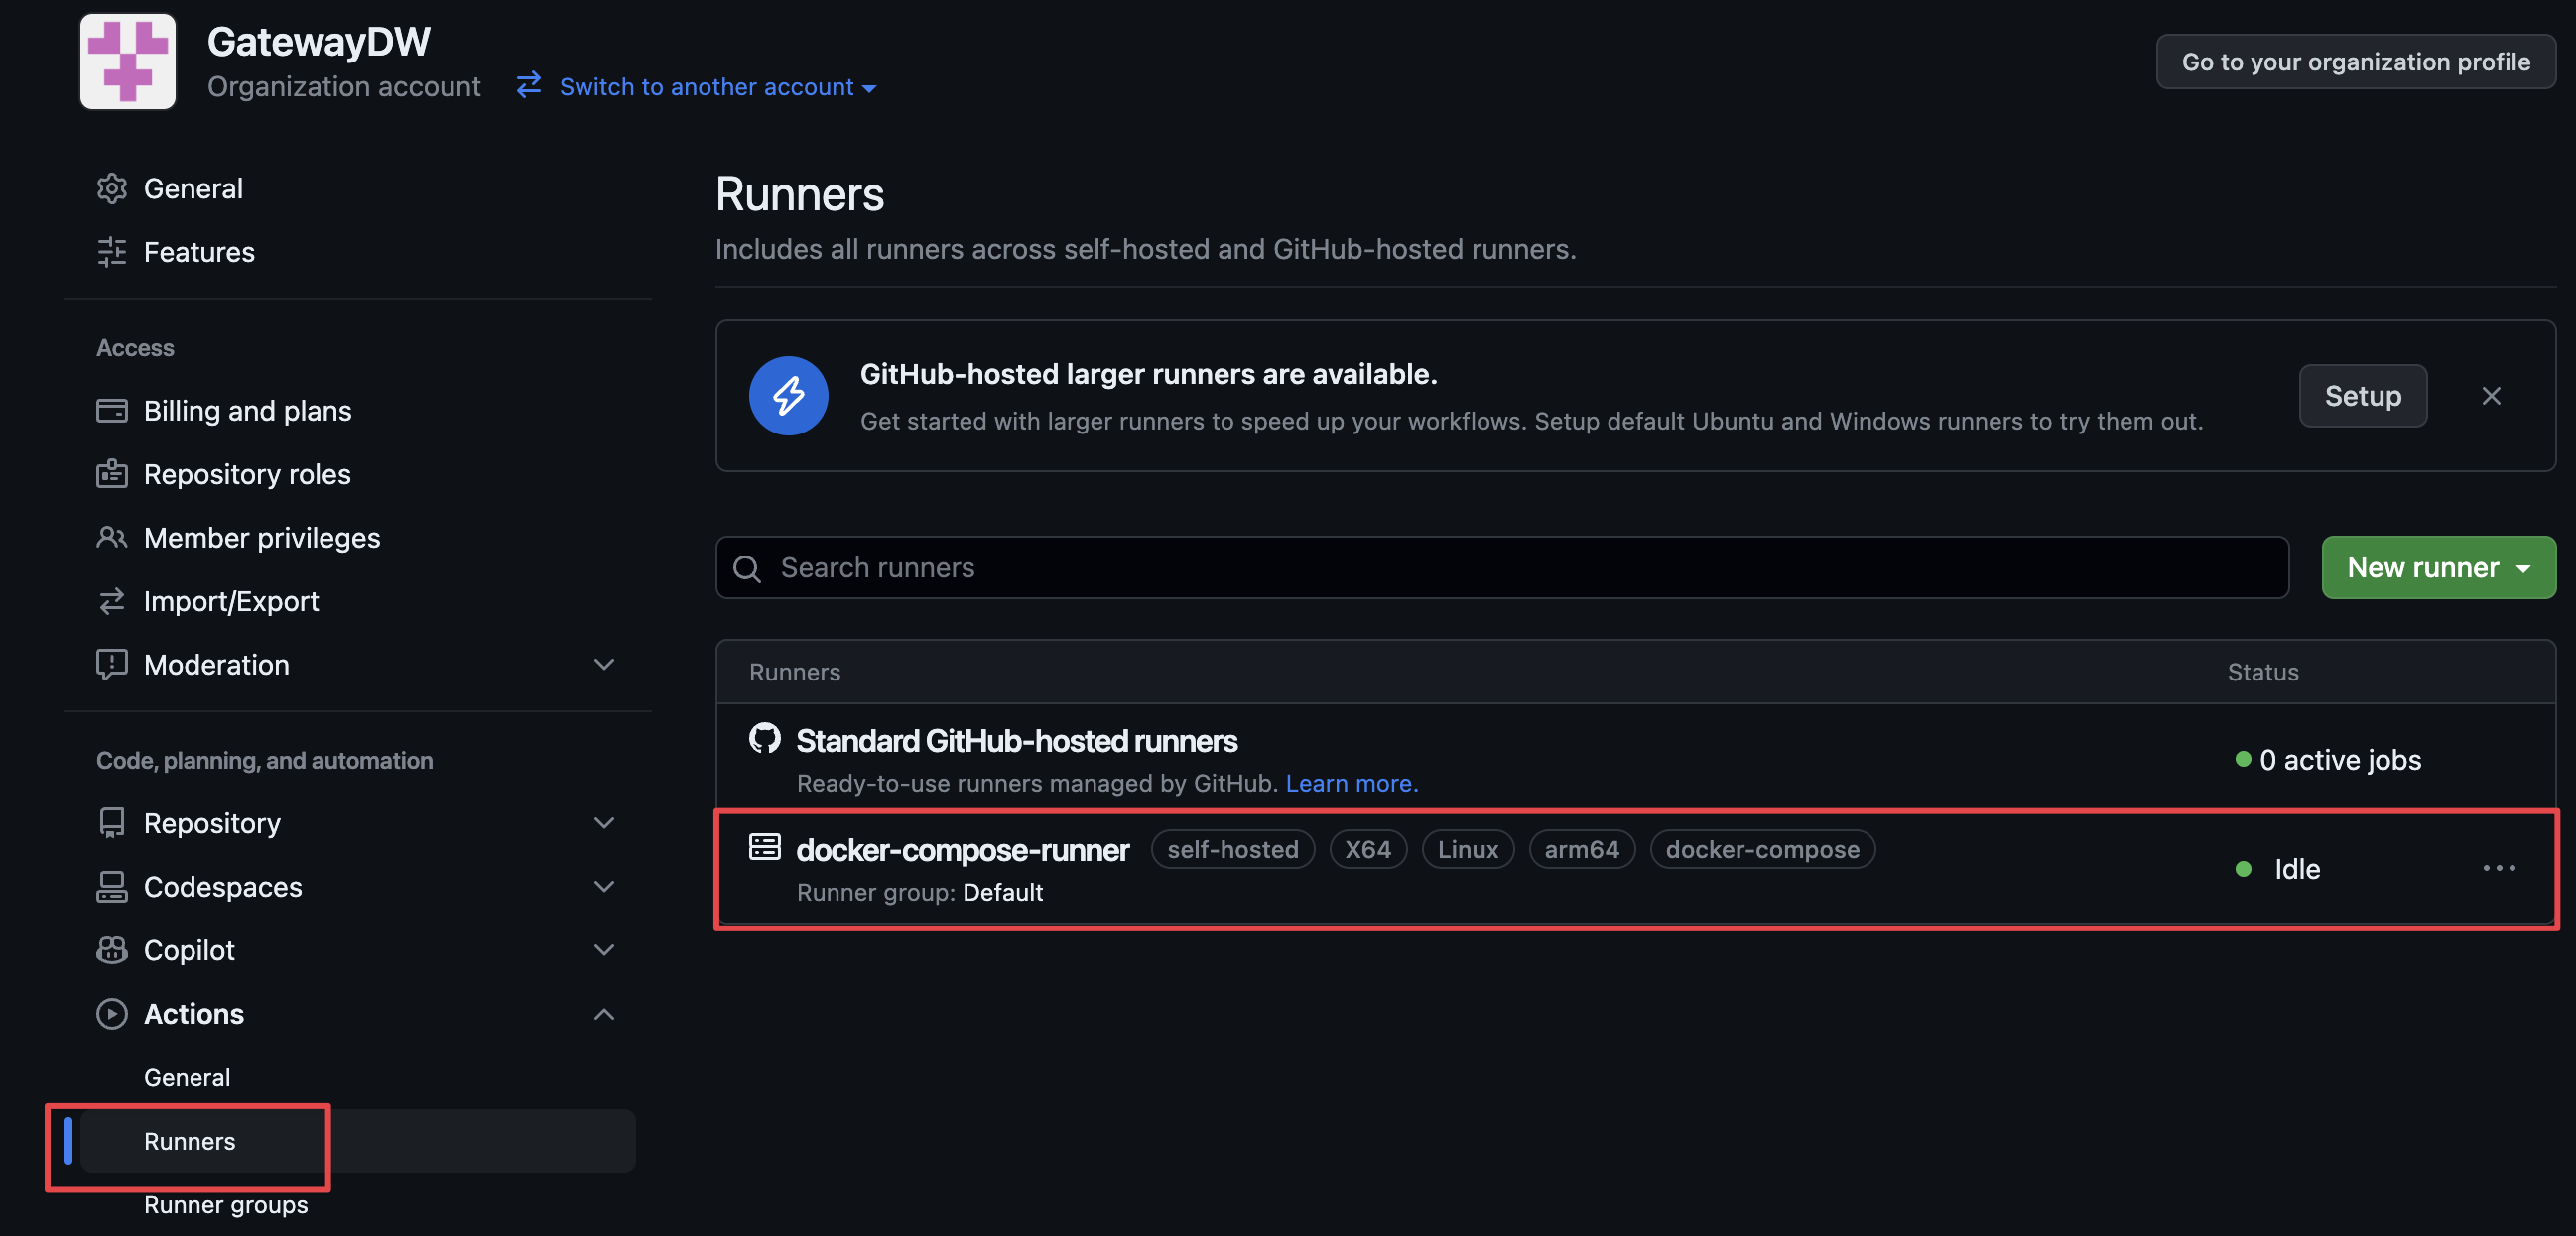 GatewayDW
Organization account
Switch to another account
Go to your organization profile
General
Features
Access
Billing and plans
Repository roles
Member privileges
Import/Export
Moderation
Code, planning, and automation
Repository
Codespaces
Copilot
Actions
General
Runners
Runner groups
Runners
Includes all runners across self-hosted and GitHub-hosted runners.
GitHub-hosted larger runners are available.
Get started with larger runners to speed up your workflows. Setup default Ubuntu and Windows runners to try them out.
Setup
Search runners
New runner
Runners Status
Standard GitHub-hosted runners
Ready-to-use runners managed by GitHub. Learn more.
0 active jobs
docker-compose-runner self-hosted X64 Linux arm64 docker-compose
Runner group: Default
Idle